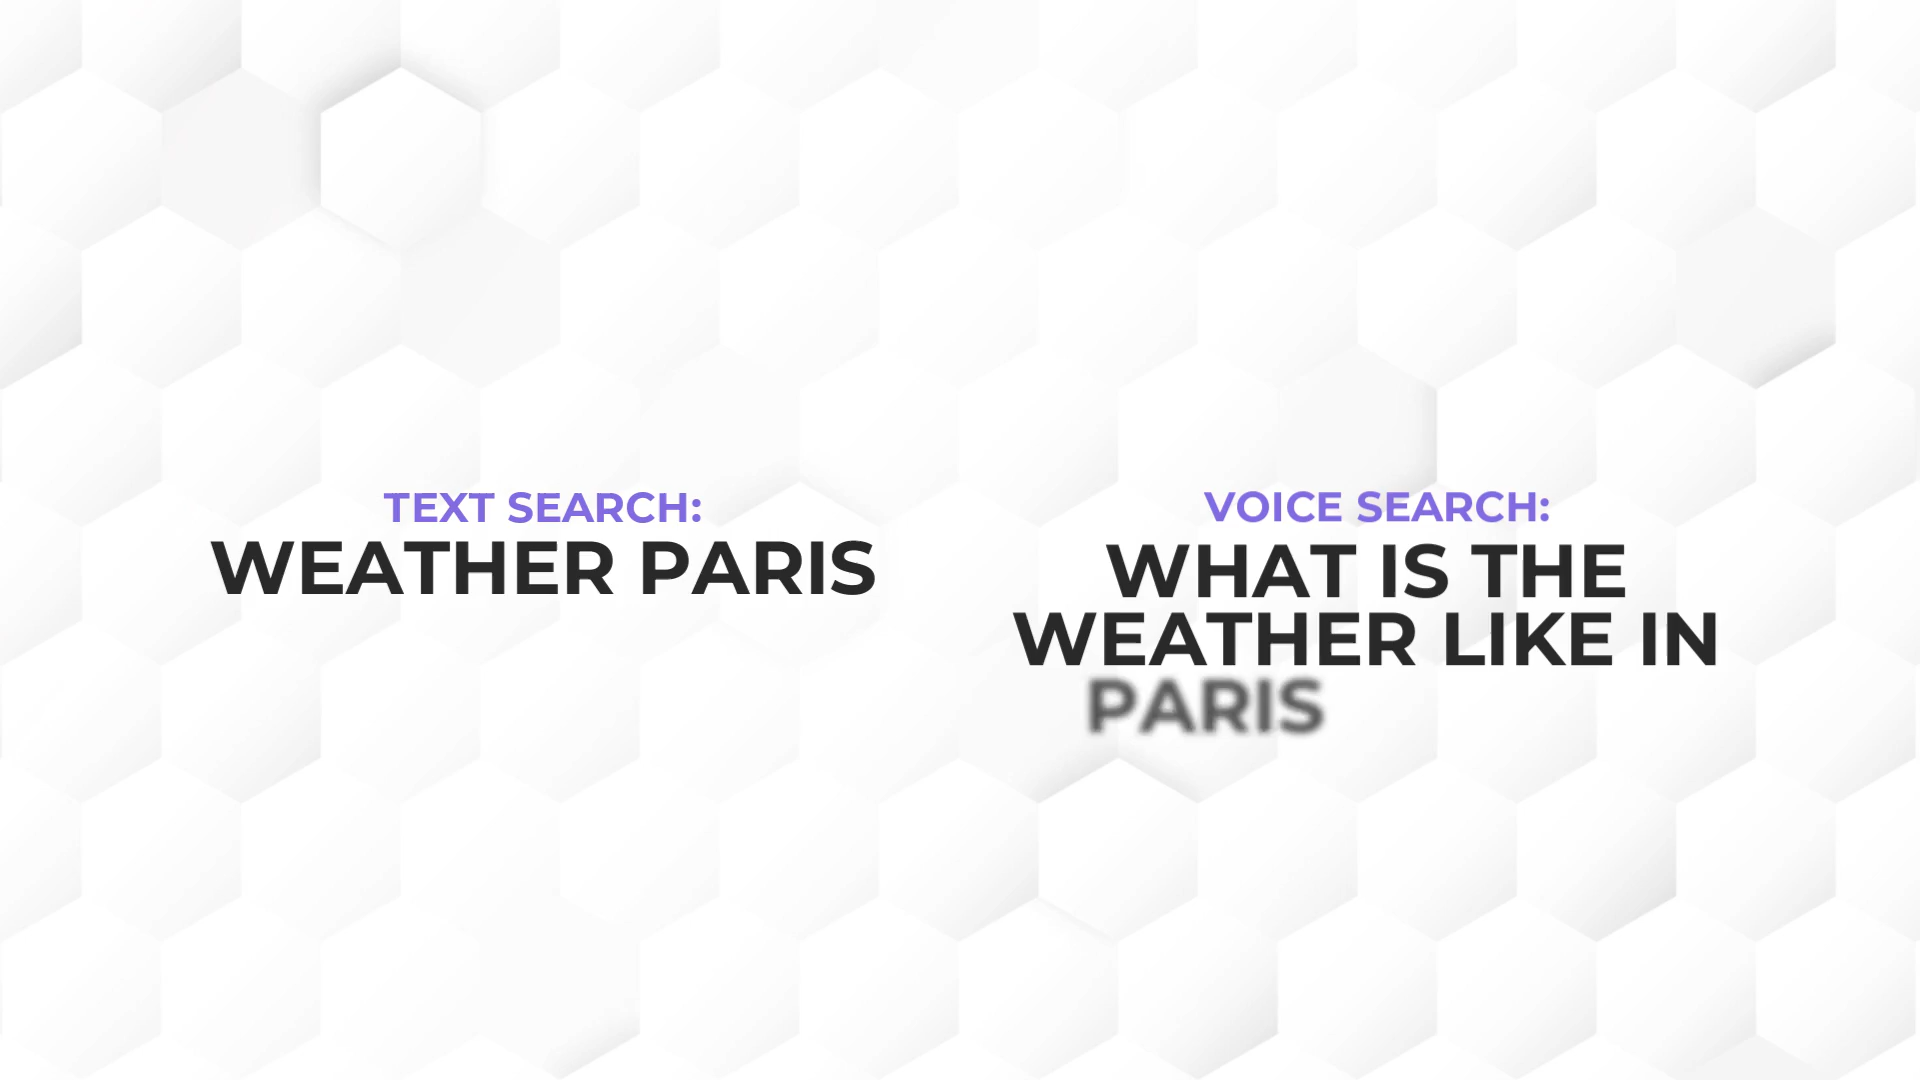 TEXT SEARCH:
WEATHER PARIS
VOICE SEARCH:
WHAT IS THE
WEATHER LIKE IN
PARIS